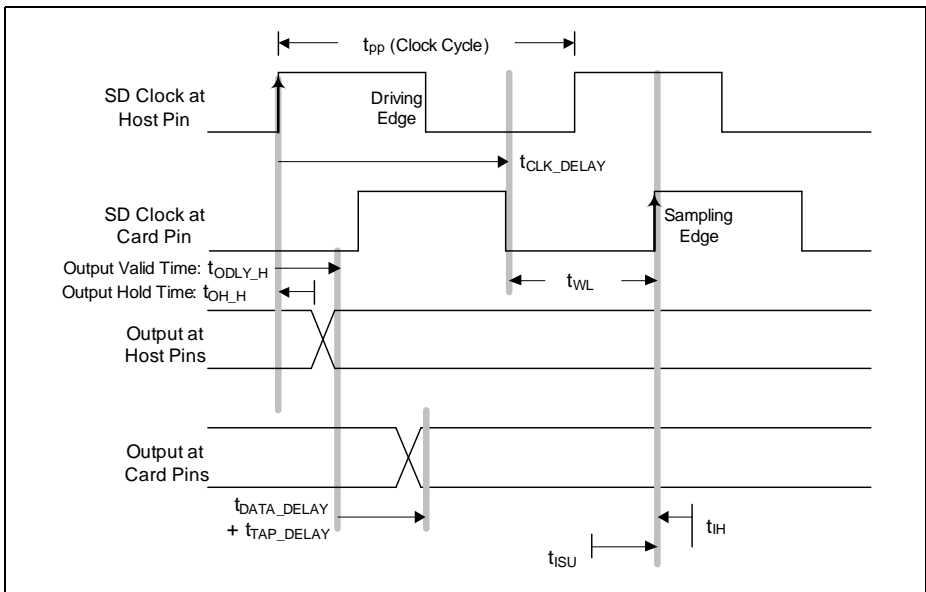 tPP (Clock Cycle)
SD Clock at
Host Pin
Driving
Edge
tCLK_DELAY
SD Clock at
Card Pin
Sampling
Edge
Output Valid Time: tODLY_H
Output Hold Time: tOH_H
tWL
Output at
Host Pins
Output at
Card Pins
tDATA_DELAY
+ tTAP_DELAY
tIH
tISU